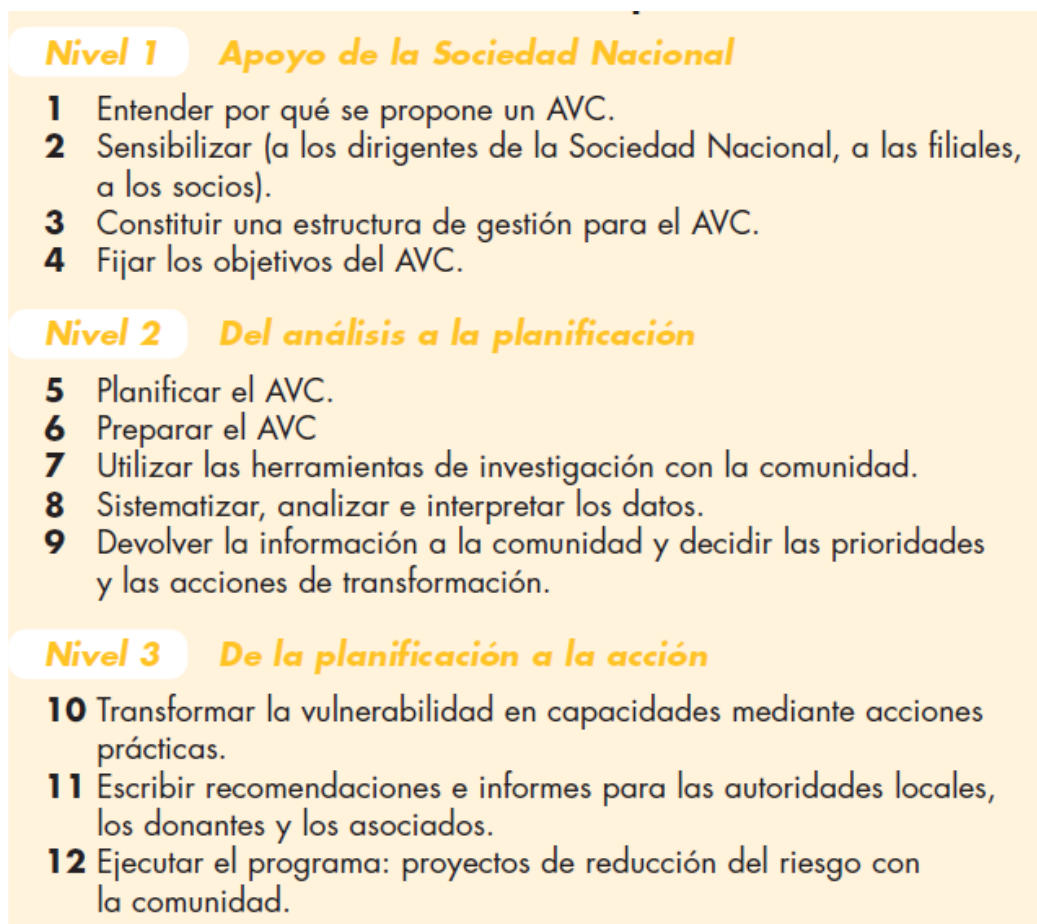 Nivel 1 Apoyo de la Sociedad Nacional
1 Entender por qué se propone un AVC.
2 Sensibilizar (a los dirigentes de la Sociedad Nacional, a las filiales,
a los socios).
3 Constituir una estructura de gestión para el AVC.
4 Fijar los objetivos del AVC.
Nivel 2 Del análisis a la planificación
5 Planificar el AVC.
6 Preparar el AVC
7 Utilizar las herramientas de investigación con la comunidad.
8 Sistematizar, analizar e interpretar los datos.
9 Devolver la información a la comunidad y decidir las prioridades
y las acciones de transformación.
Nivel 3 De la planificación a la acción
10 Transformar la vulnerabilidad en capacidades mediante acciones
prácticas.
11 Escribir recomendaciones e informes para las autoridades locales,
los donantes y los asociados.
12 Ejecutar el programa: proyectos de reducción del riesgo con
la comunidad.